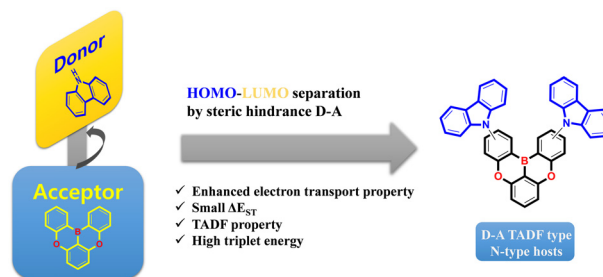 Donor
N
Acceptor
B
O
O
HOMO-LUMO separation
by steric hindrance D-A
✓ Enhanced electron transport property
✓ Small ΔE_ST
✓ TADF property
✓ High triplet energy
N
N
B
O
O
D-A TADF type
N-type hosts